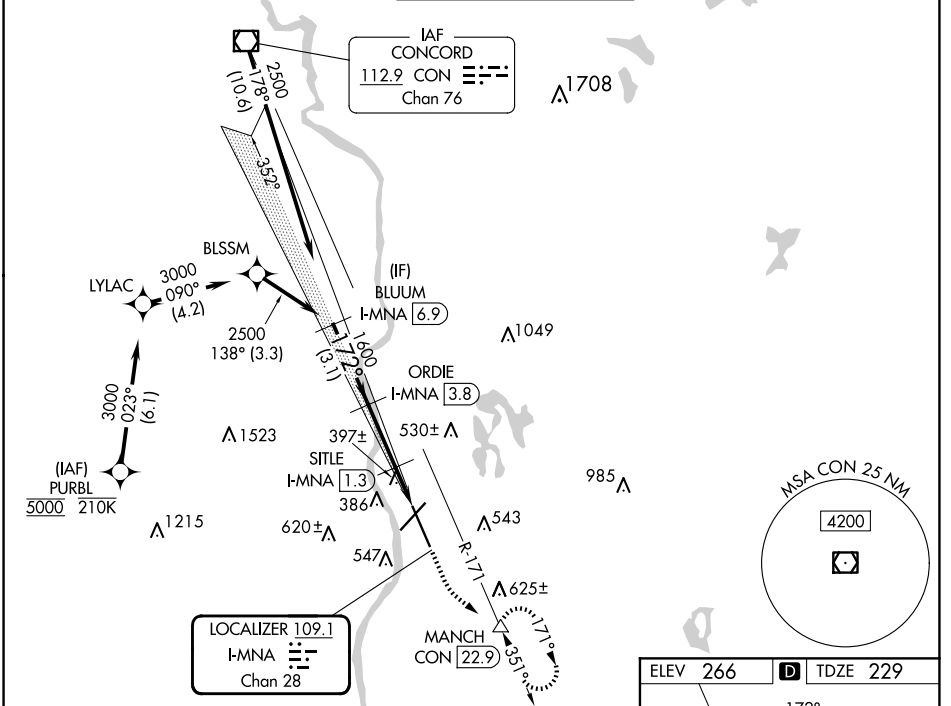 IAF
CONCORD
112.9 CON
Chan 76
1708
2500
178°
(10.6)
352°
BLSSM
LYLAC
3000
090°
(4.2)
(IF)
BLUUM
I-MNA 6.9
2500
138° (3.3)
1600
172°
(3.1)
1049
ORDIE
I-MNA 3.8
3000
023°
(6.1)
1523
397±
530±
SITLE
I-MNA 1.3
(IAF)
PURBL
5000 210K
386
985
MSA CON 25 NM
4200
1215
620±
543
547
R-171
625±
LOCALIZER 109.1
I-MNA
Chan 28
MANCH
CON 22.9
171°
351°
ELEV 266 D TDZE 229